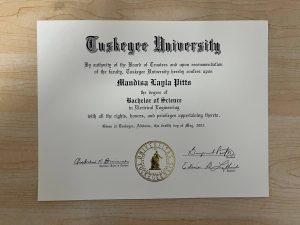 Tuskegee University
By authority of the Board of Trustees and upon recommendation
of the faculty, Tuskegee University hereby confers upon
Mandisa Layla Pitts
the degree of
Bachelor of Science
in Electrical Engineering
with all the rights, honors, and privileges appertaining thereto.
Given at Tuskegee, Alabama, this day of May,